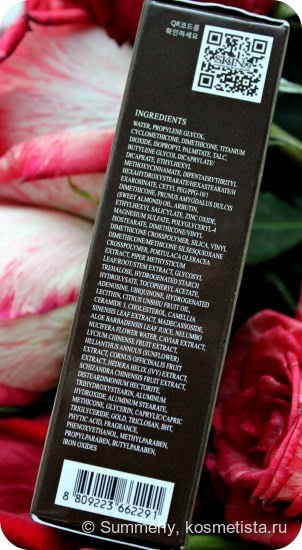 QR코드를
확인하세요
SKIN
INGREDIENTS
WATER, PROPYLENE GLYCOL,
CYCLOMETHICONE, DIMETHICONE, TITANIUM
DIOXIDE, ISOPROPYL PALMITATE, TALC,
BUTYLENE GLYCOL DICAPRYLATE/
DICAPRATE, ETHYLHEXYL
METHOXYCINNAMATE, DIPENTAERYTHRITYL
HEXAHYDROXYSTEARATE/HEXASTEARATE/H
EXAROSINATE, CETYL PEG/PPG-10/1
DIMETHICONE, PRUNUS AMYGDALUS DULCIS
(SWEET ALMOND) OIL, ARBUTIN,
ETHYLHEXYL SALICYLATE, ZINC OXIDE,
MAGNESIUM SULFATE, POLYGLYCERYL-4
ISOSTEARATE, DIMETHICONE/VINYL
DIMETHICONE CROSSPOLYMER, SILICA, VINYL
DIMETHICONE/METHICONE SILSESQUIOXANE
CROSSPOLYMER, PORTULACA OLERACEA
EXTRACT, PIPER METHYSTICUM
LEAF/ROOT/STEM EXTRACT, GLYCOSYL
TREHALOSE, HYDROGENATED STARCH
HYDROLYSATE, TOCOPHERYL ACETATE,
ADENOSINE, UBIQUINONE, HYDROGENATED
LECITHIN, CITRUS UNSHIU FRUIT OIL,
CERAMIDE 1, CHOLESTEROL, CAMELLIA
SINENSIS LEAF EXTRACT, MADECASSOSIDE,
ALOE BARBADENSIS LEAF JUICE, NELUMBO
NUCIFERA FLOWER WATER, CAVIAR EXTRACT,
LYCIUM CHINENSE FRUIT EXTRACT,
HELIANTHUS ANNUUS (SUNFLOWER)
EXTRACT, CORNUS OFFICINALIS FRUIT
EXTRACT, HEDERA HELIX (IVY) EXTRACT,
SCHIZANDRA CHINENSIS FRUIT
EXTRACT, DISTEARDIMONIUM HECTORITE,
TRIHYDROXYSTEARIN, ALUMINUM
HYDROXIDE, ALUMINUM STEARATE,
METHICONE, GLYCERIN, CAPRYLIC/CAPRIC
TRIGLYCERIDE, GOLD, TRICLOSAN, BHT,
PHYTIC ACID, FRAGRANCE,
PHENOXYETHANOL, METHYLPARABEN,
PROPYLPARABEN, BUTYLPARABEN,
IRON OXIDES
8 809223 662291
© Summerry, kosmetista.ru